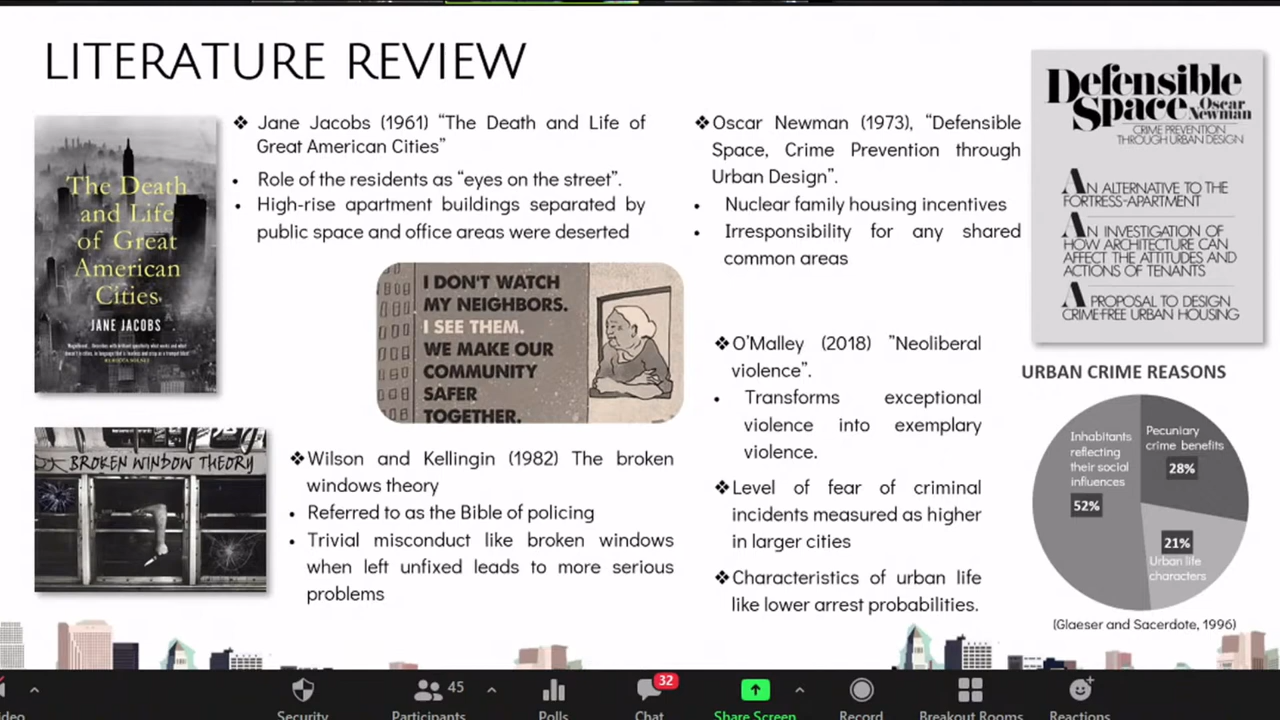 LITERATURE REVIEW
The Death
and Life
of Great
American
Cities
JANE JACOBS
❖ Jane Jacobs (1961) “The Death and Life of
Great American Cities”
• Role of the residents as “eyes on the street”.
• High-rise apartment buildings separated by
public space and office areas were deserted
I DON'T WATCH
MY NEIGHBORS.
I SEE THEM.
WE MAKE OUR
COMMUNITY
SAFER
TOGETHER.
BROKEN WINDOW THEORY
❖Wilson and Kellingin (1982) The broken
windows theory
• Referred to as the Bible of policing
• Trivial misconduct like broken windows
when left unfixed leads to more serious
problems
❖Oscar Newman (1973), “Defensible
Space, Crime Prevention through
Urban Design”.
• Nuclear family housing incentives
• Irresponsibility for any shared
common areas
❖O’Malley (2018) "Neoliberal
violence”.
• Transforms exceptional
violence into exemplary
violence.
❖Level of fear of criminal
incidents measured as higher
in larger cities
❖Characteristics of urban life
like lower arrest probabilities.
Defensible
Space Oscar
Newman
CRIME PREVENTION
THROUGH URBAN DESIGN
AN ALTERNATIVE TO THE
FORTRESS-APARTMENT
AN INVESTIGATION OF
HOW ARCHITECTURE CAN
AFFECT THE ATTITUDES AND
ACTIONS OF TENANTS
A PROPOSAL TO DESIGN
CRIME-FREE URBAN HOUSING
URBAN CRIME REASONS
Inhabitants
reflecting
their social
influences
52%
Pecuniary
crime benefits
28%
21%
Urban life
characters
(Glaeser and Sacerdote, 1996)
Video
Security
Participants 45
Polls
Chat 32
Share Screen
Record
Breakout Rooms
Reactions